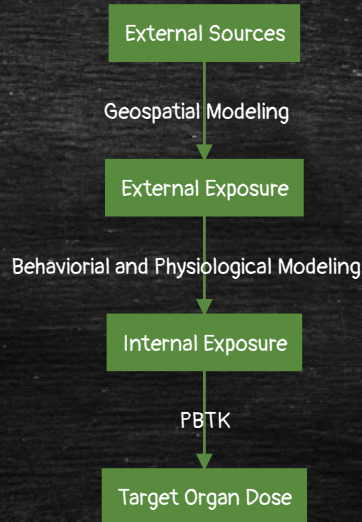 External Sources
Geospatial Modeling
External Exposure
Behaviorial and Physiological Modeling
Internal Exposure
PBTK
Target Organ Dose